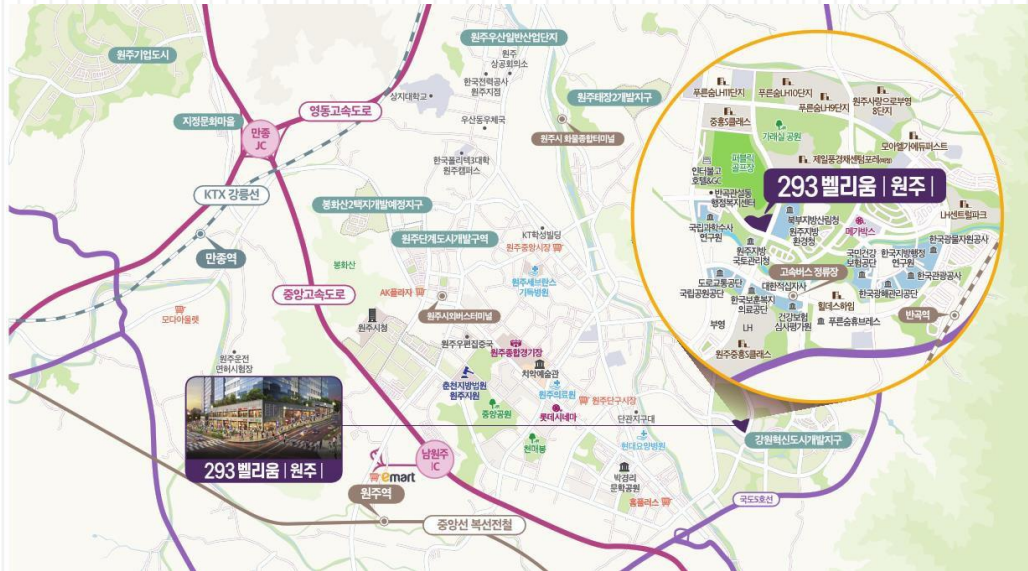 원주기업도시
지정문화마을
만종
JC
영동고속도로
KTX 강릉선
만종역
중앙고속도로
모다아울렛
원주운전
면허시험장
원주우산일반산업단지
원주
상공회의소
한국전력공사
원주지점
상지대학교
우산동우체국
원주태장2개발지구
원주시 화물종합터미널
한국폴리텍3대학
원주캠퍼스
봉화산2택지개발예정지구
원주단계도시개발구역
봉화산
KT학성빌딩
원주중앙시장
원주세브란스
기독병원
AK플라자
원주시외버스터미널
원주시청
원주우편집중국
원주종합경기장
치악예술관
춘천지방법원
원주지원
원주의료원
중앙공원
롯데시네마
원주단구시장
단관지구대
천매봉
현대요양병원
박경리
문학공원
홈플러스
293 벨리움 | 원주 |
남원주
IC
emart
원주역
중앙선 복선전철
국도5호선
강원혁신도시개발지구
푸른숨LH11단지
푸른숨LH10단지
푸른숨LH9단지
원주사랑으로부영
8단지
중흥S클래스
가래실 공원
모아엘가에듀퍼스트
퍼블릭
골프장
제일풍경채센텀포레(예정)
인터불고
호텔&GC
반곡관설동
행정복지센터
293 벨리움 | 원주 |
LH센트럴파크
국립과학수사
연구원
북부지방산림청
원주지방
환경청
메가박스
원주지방
국토관리청
국민건강
보험공단
한국지방행정
연구원
한국광물자원공사
고속버스 정류장
도로교통공단
국립공원공단
대한적십자사
한국관광공사
한국보훈복지
의료공단
한국광해관리공단
힐데스하임
건강보험
심사평가원
푸른숨휴브레스
반곡역
부영
LH
원주중흥S클래스